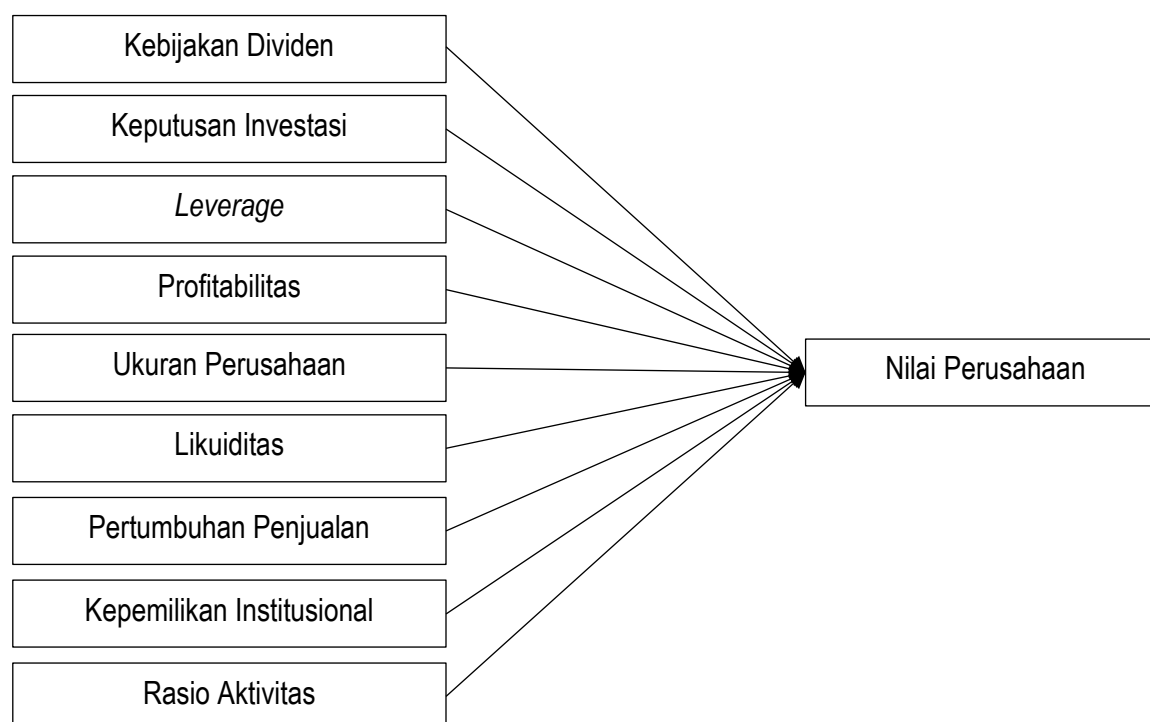 Kebijakan Dividen
Keputusan Investasi
Leverage
Profitabilitas
Ukuran Perusahaan
Nilai Perusahaan
Likuiditas
Pertumbuhan Penjualan
Kepemilikan Institusional
Rasio Aktivitas